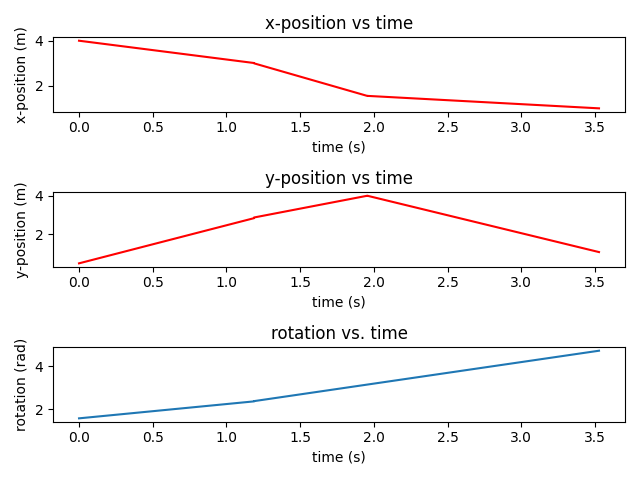 x-position vs time
x-position (m)
4
2
0.0 0.5 1.0 1.5 2.0 2.5 3.0 3.5
time (s)
y-position vs time
y-position (m)
4
2
0.0 0.5 1.0 1.5 2.0 2.5 3.0 3.5
time (s)
rotation vs. time
rotation (rad)
4
2
0.0 0.5 1.0 1.5 2.0 2.5 3.0 3.5
time (s)